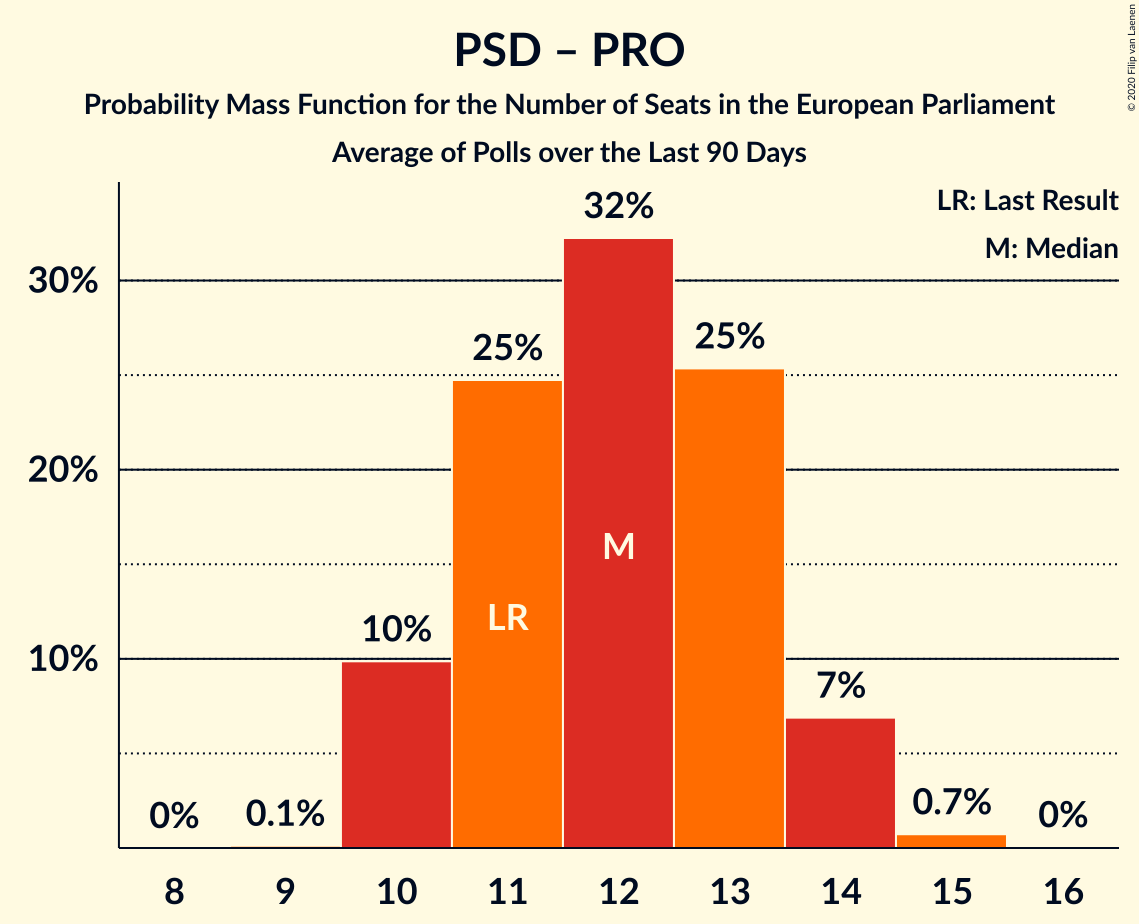 PSD – PRO
Probability Mass Function for the Number of Seats in the European Parliament
Average of Polls over the Last 90 Days
© 2020 Filip van Laenen
LR: Last Result
M: Median
30%
20%
10%
0%
0.1%
10%
25%
32%
25%
7%
0.7%
0%
LR
M
8 9 10 11 12 13 14 15 16